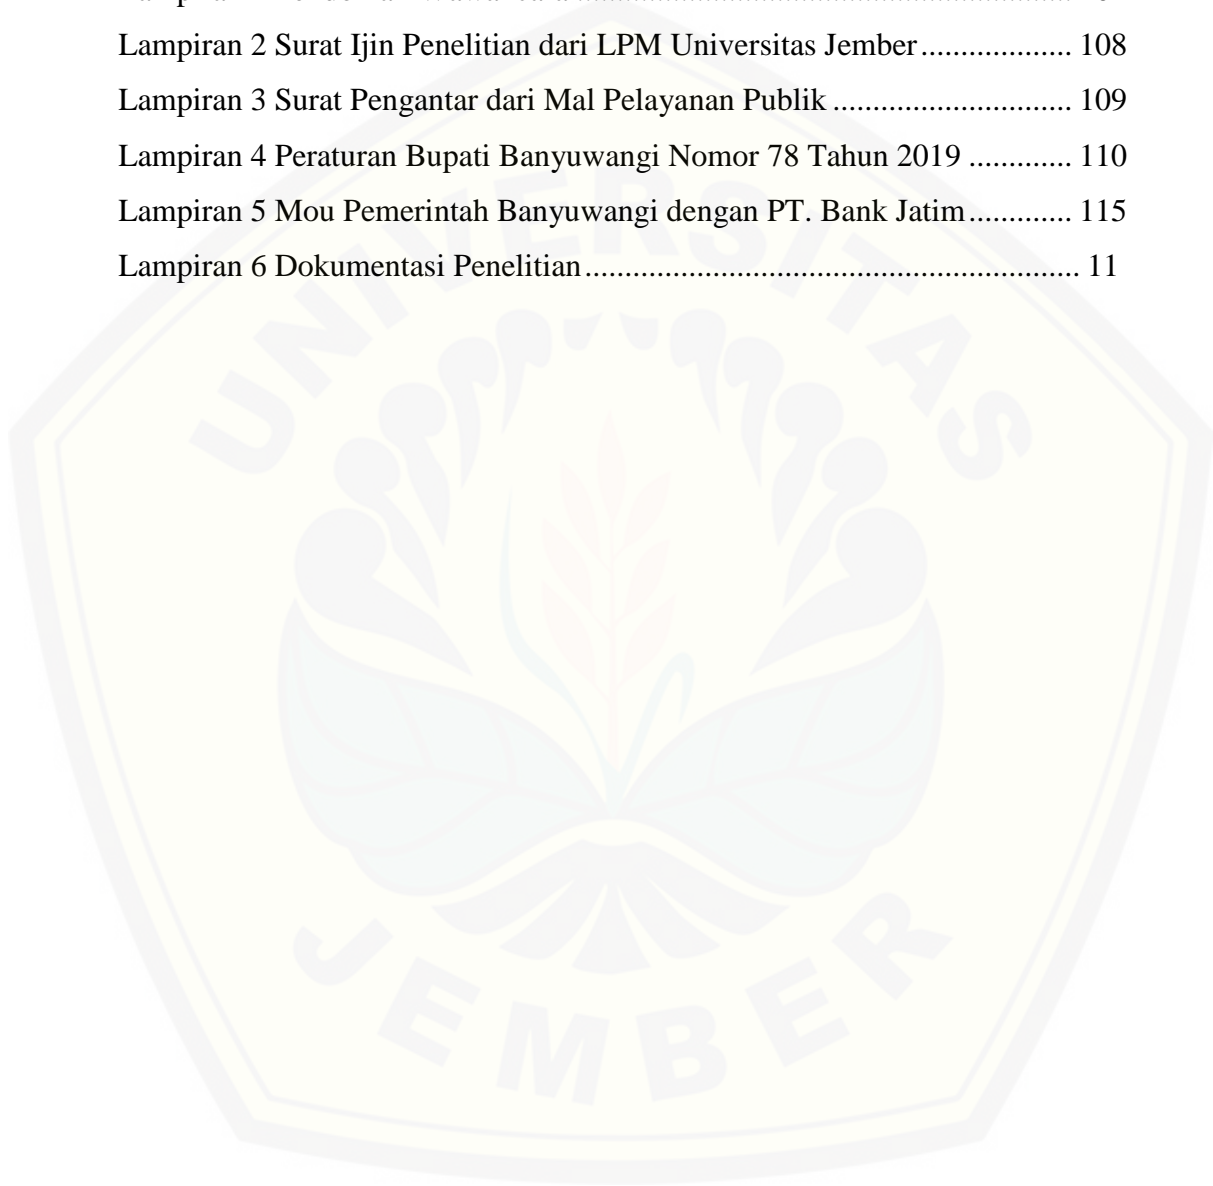 Lampiran 2 Surat Ijin Penelitian dari LPM Universitas Jember................... 108
Lampiran 3 Surat Pengantar dari Mal Pelayanan Publik.............................. 109
Lampiran 4 Peraturan Bupati Banyuwangi Nomor 78 Tahun 2019 ............. 110
Lampiran 5 Mou Pemerintah Banyuwangi dengan PT. Bank Jatim............. 115
Lampiran 6 Dokumentasi Penelitian.............................................................. 11
UNIVERSITAS
JEMBER